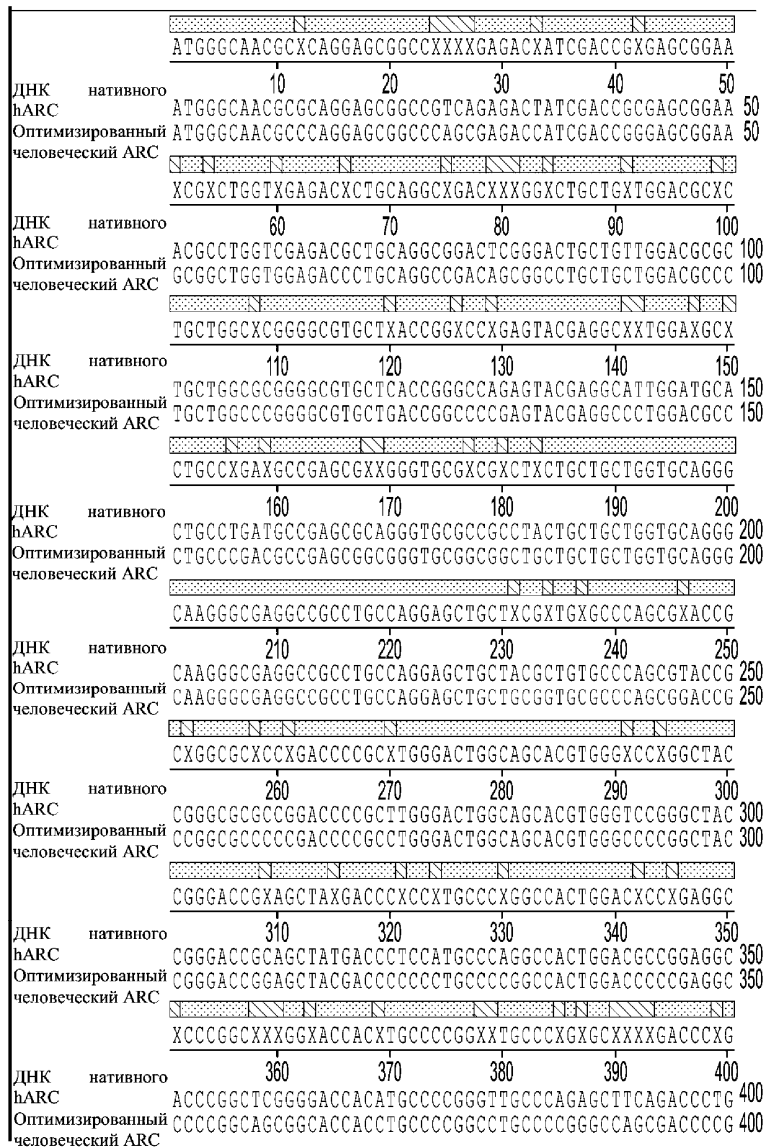 ATGGGCAACGCXCAGGAGCGGCCXXXXGAGACXATCGACCGXGAGCGGAA
10 20 30 40 50
ДНК нативного
hARC ATGGGCAACGCGCAGGAGCGGCCGTCAGAGACTATCGACCGCGAGCGGAA 50
Оптимизированный ATGGGCAACGCCCAGGAGCGGCCCAGCGAGACCATCGACCGGGAGCGGAA 50
человеческий ARC
XCGXCTGGTXGAGACXCTGCAGGCXGACXXXGGXCTGCTGXTGGACGCXC
60 70 80 90 100
ДНК нативного
hARC ACGCCTGGTCGAGACGCTGCAGGCGGACTCGGGACTGCTGTTGGACGCGC 100
Оптимизированный GCGGCTGGTGGAGACCCTGCAGGCCGACAGCGGCCTGCTGCTGGACGCCC 100
человеческий ARC
TGCTGGCXCGGGGCGTGCTXACCGGXCCXGAGTACGAGGCXXTGGAXGCX
110 120 130 140 150
ДНК нативного
hARC TGCTGGCGCGGGGCGTGCTCACCGGGCCAGAGTACGAGGCATTGGATGCA 150
Оптимизированный TGCTGGCCCGGGGCGTGCTGACCGGCCCCGAGTACGAGGCCCTGGACGCC 150
человеческий ARC
CTGCCXGAXGCCGAGCGXXGGGTGCGXCGXCTXCTGCTGCTGGTGCAGGG
160 170 180 190 200
ДНК нативного
hARC CTGCCTGATGCCGAGCGCAGGGTGCGCCGCCTACTGCTGCTGGTGCAGGG 200
Оптимизированный CTGCCCGACGCCGAGCGGCGGGTGCGGCGGCTGCTGCTGCTGGTGCAGGG 200
человеческий ARC
CAAGGGCGAGGCCGCCTGCCAGGAGCTGCTXCGXTGXGCCCAGCGXACCG
210 220 230 240 250
ДНК нативного
hARC CAAGGGCGAGGCCGCCTGCCAGGAGCTGCTACGCTGTGCCCAGCGTACCG 250
Оптимизированный CAAGGGCGAGGCCGCCTGCCAGGAGCTGCTGCGGTGCGCCCAGCGGACCG 250
человеческий ARC
CXGGCGCXCCXGACCCCGCXTGGGACTGGCAGCACGTGGGXCCXGGCTAC
260 270 280 290 300
ДНК нативного
hARC CGGGCGCGCCGGACCCCGCTTGGGACTGGCAGCACGTGGGTCCGGGCTAC 300
Оптимизированный CCGGCGCCCCCGACCCCGCCTGGGACTGGCAGCACGTGGGCCCCGGCTAC 300
человеческий ARC
CGGGACCGXAGCTAXGACCCXCCXTGCCCXGGCCACTGGACXCCXGAGGC
310 320 330 340 350
ДНК нативного
hARC CGGGACCGCAGCTATGACCCTCCATGCCCAGGCCACTGGACGCCGGAGGC 350
Оптимизированный CGGGACCGGAGCTACGACCCCCCCTGCCCCGGCCACTGGACCCCCGAGGC 350
человеческий ARC
XCCCGGCXXXGGXACCACXTGCCCCGGXXTGCCCXGXGCXXXXGACCCXG
360 370 380 390 400
ДНК нативного
hARC ACCCGGCTCGGGGACCACATGCCCCGGGTTGCCCAGAGCTTCAGACCCTG 400
Оптимизированный CCCCGGCAGCGGCACCACCTGCCCCGGCCTGCCCCGGGCCAGCGACCCCG 400
человеческий ARC